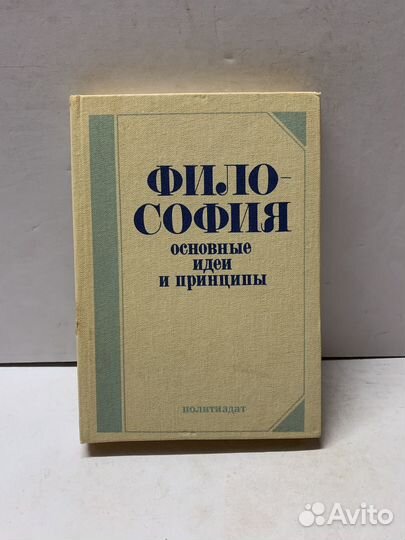 ФИЛО-
СОФИЯ
основные
идеи
и принципы
политиздат
Avito